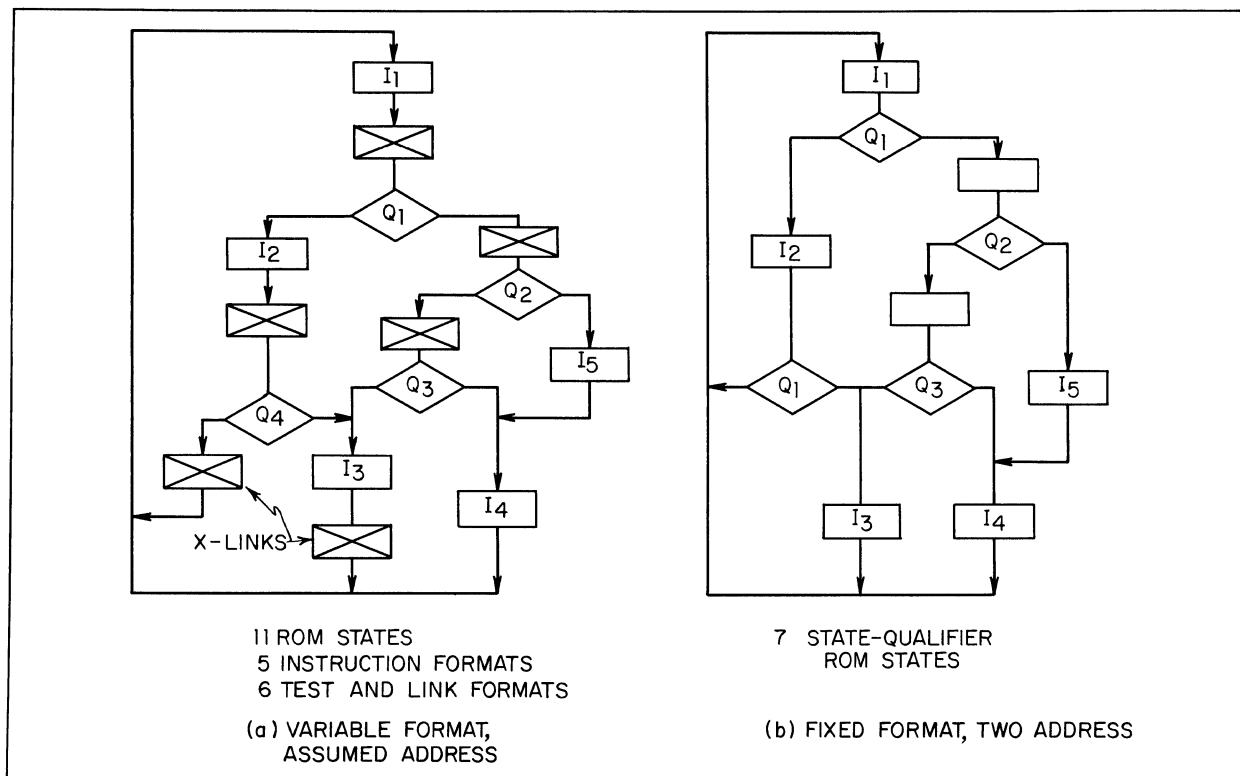 I1
Q1
I2
Q2
I5
Q3
Q4
I3
I4
X-LINKS
11 ROM STATES
5 INSTRUCTION FORMATS
6 TEST AND LINK FORMATS
(a) VARIABLE FORMAT,
ASSUMED ADDRESS
I1
Q1
I2
Q2
Q1
Q3
I5
I3
I4
7 STATE-QUALIFIER
ROM STATES
(b) FIXED FORMAT, TWO ADDRESS